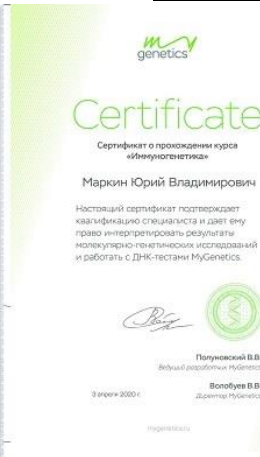 my
genetics
Certificate
Сертификат о прохождении курса
«Иммуногенетика»
Маркин Юрий Владимирович
Настоящий сертификат подтверждает
квалификацию специалиста и дает ему
право интерпретировать результаты
молекулярно-генетических исследований
и работать с ДНК-тестами MyGenetics.
Полуновский В.В
Ведущий разработчик MyGenetics
3 апреля 2020 г.
Волобуев В.В
Директор MyGenetics
mygenetics.ru